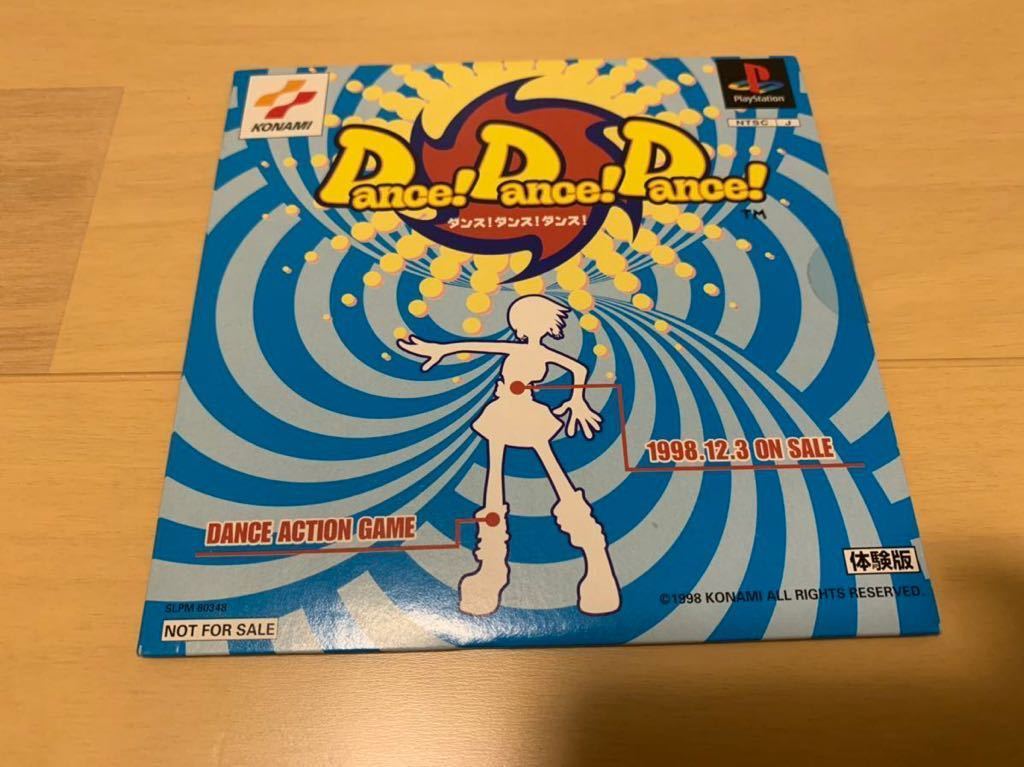 KONAMI
PlayStation
NTSC J
Dance! Dance! Dance!
TM
ダンス!ダンス!ダンス!
1998.12.3 ON SALE
DANCE ACTION GAME
体験版
©1998 KONAMI ALL RIGHTS RESERVED.
SLPM 80348
NOT FOR SALE